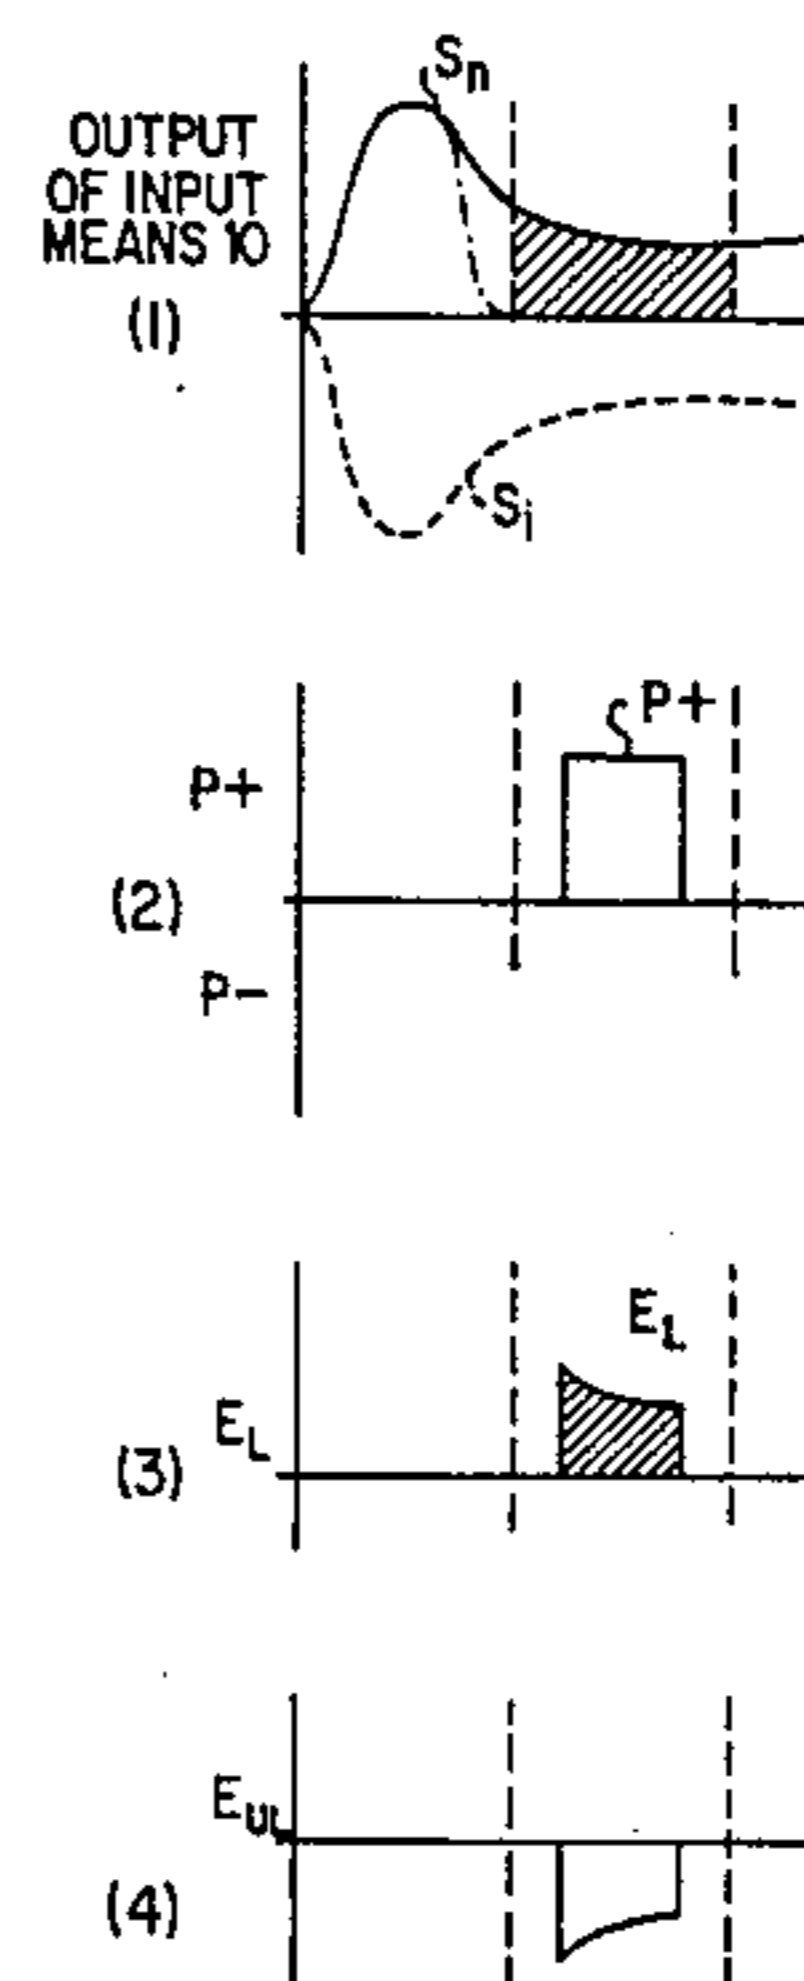 Sn
OUTPUT
OF INPUT
MEANS 10
(1)
Si
P+
P+
(2)
P-
EL
EL
(3)
EUL
(4)